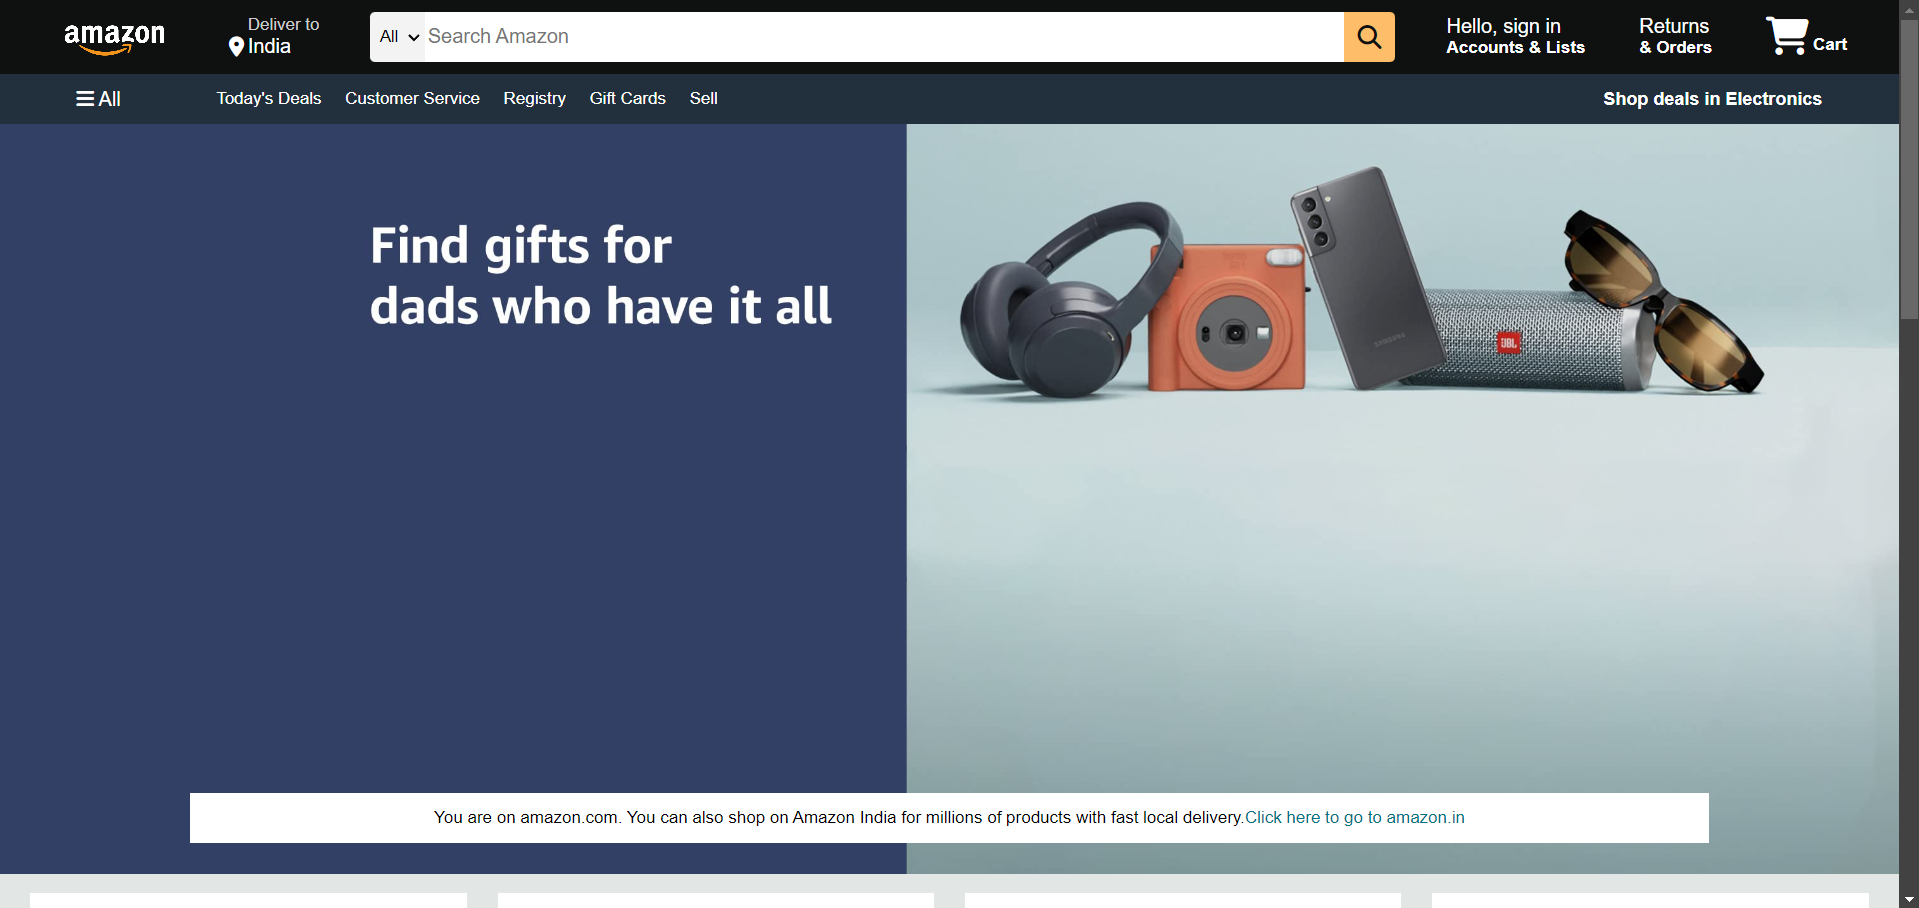 amazon
Deliver to
India
All
Search Amazon
Hello, sign in
Accounts & Lists
Returns
& Orders
Cart
All
Today's Deals
Customer Service
Registry
Gift Cards
Sell
Shop deals in Electronics
Find gifts for
dads who have it all
SAMSUNG
JBL
You are on amazon.com. You can also shop on Amazon India for millions of products with fast local delivery.Click here to go to amazon.in